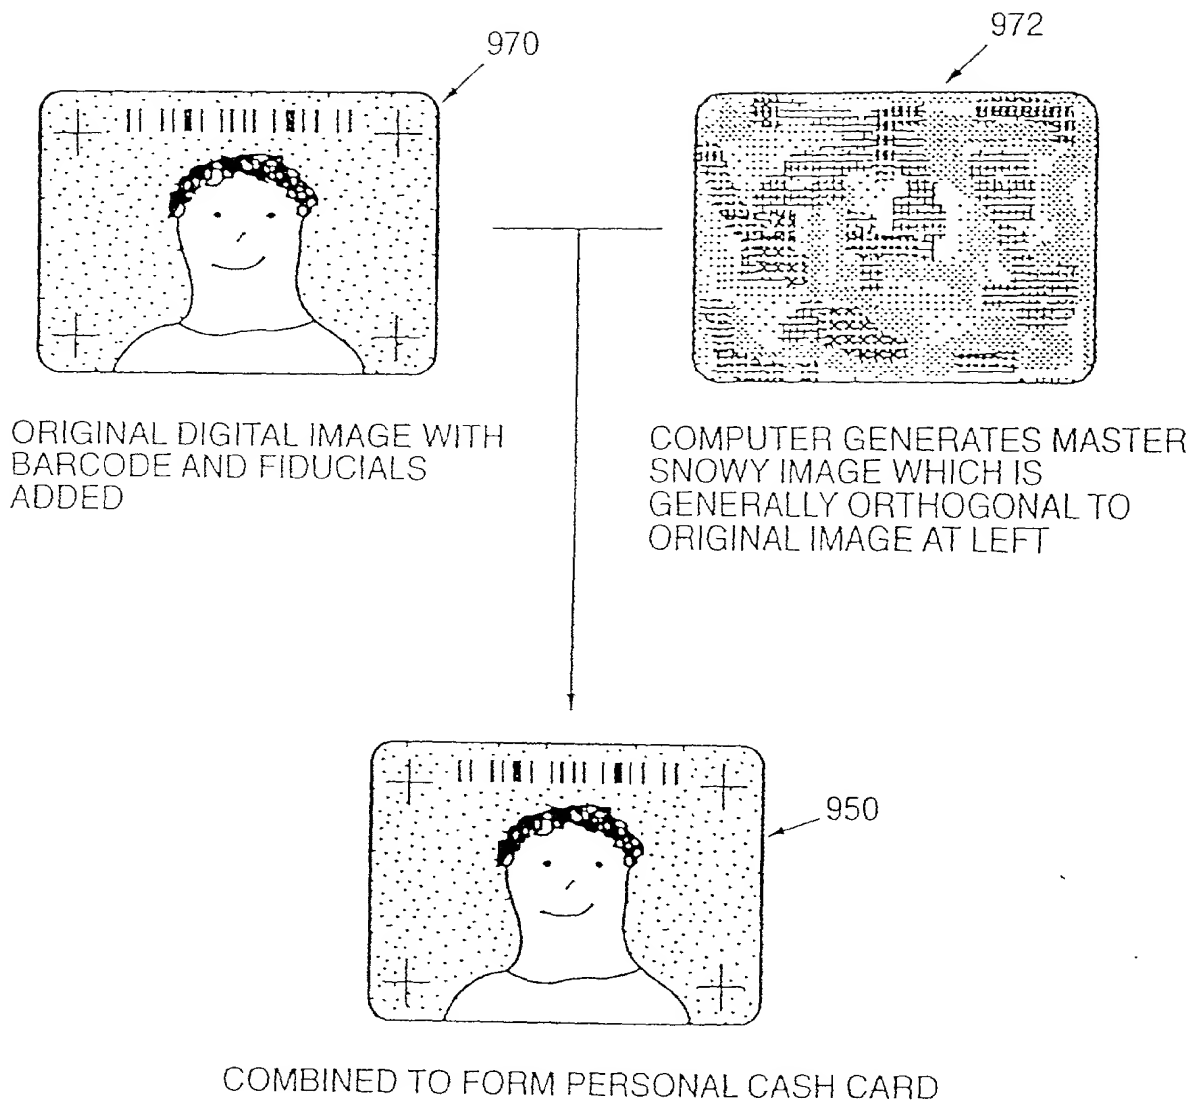 970
972
ORIGINAL DIGITAL IMAGE WITH
BARCODE AND FIDUCIALS
ADDED
COMPUTER GENERATES MASTER
SNOWY IMAGE WHICH IS
GENERALLY ORTHOGONAL TO
ORIGINAL IMAGE AT LEFT
950
COMBINED TO FORM PERSONAL CASH CARD